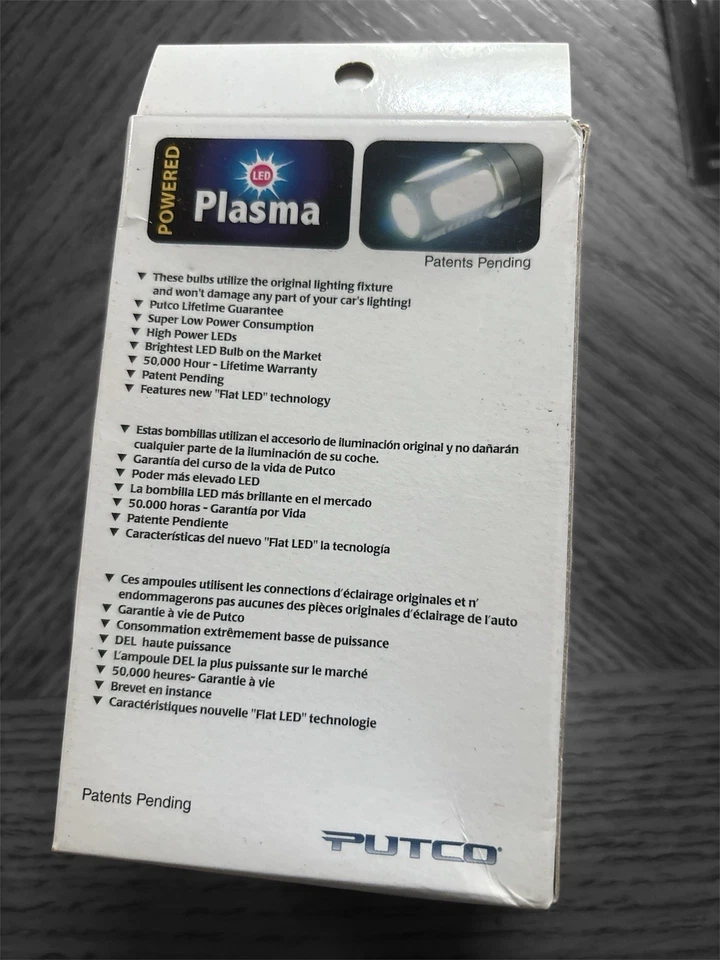 POWERED
LED
Plasma
Patents Pending
▼ These bulbs utilize the original lighting fixture
and won't damage any part of your car's lighting!
▼ Putco Lifetime Guarantee
▼ Super Low Power Consumption
▼ High Power LEDs
▼ Brightest LED Bulb on the Market
▼ 50,000 Hour - Lifetime Warranty
▼ Patent Pending
▼ Features new "Flat LED" technology
▼ Estas bombillas utilizan el accesorio de iluminación original y no dañarán
cualquier parte de la iluminación de su coche.
▼ Garantía del curso de la vida de Putco
▼ Poder más elevado LED
▼ La bombilla LED más brillante en el mercado
▼ 50.000 horas - Garantía por Vida
▼ Patente Pendiente
▼ Características del nuevo "Flat LED" la tecnología
▼ Ces ampoules utilisent les connections d'éclairage originales et n'
endommagerons pas aucunes des pièces originales d'éclairage de l'auto
▼ Garantie à vie de Putco
▼ Consommation extrêmement basse de puissance
▼ DEL haute puissance
▼ L'ampoule DEL la plus puissante sur le marché
▼ 50,000 heures- Garantie à vie
▼ Brevet en instance
▼ Caractéristiques nouvelle "Flat LED" technologie
Patents Pending
PUTCO®